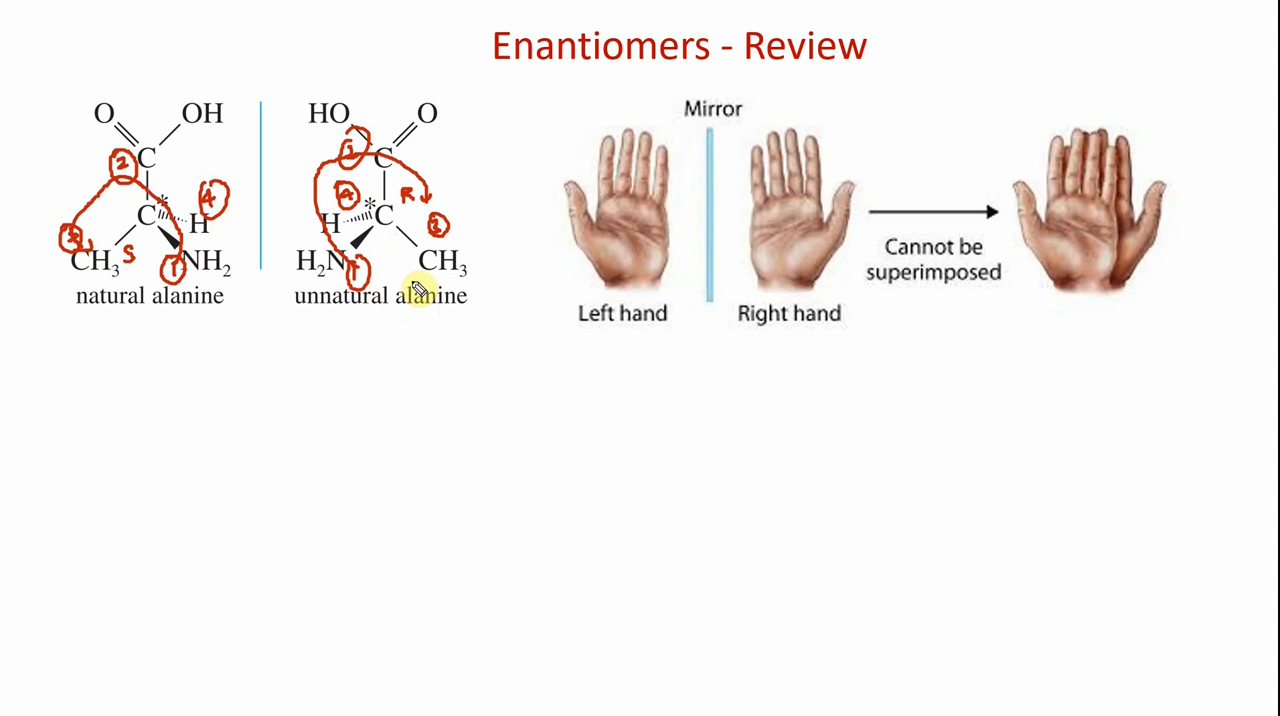 Enantiomers - Review
O OH
C
2
4
*
C H
3
CH₃ S 1 NH₂
natural alanine
HO O
C
4 R
*
H C
H₂N 1 CH₃
unnatural alanine
Mirror
Left hand
Right hand
Cannot be
superimposed